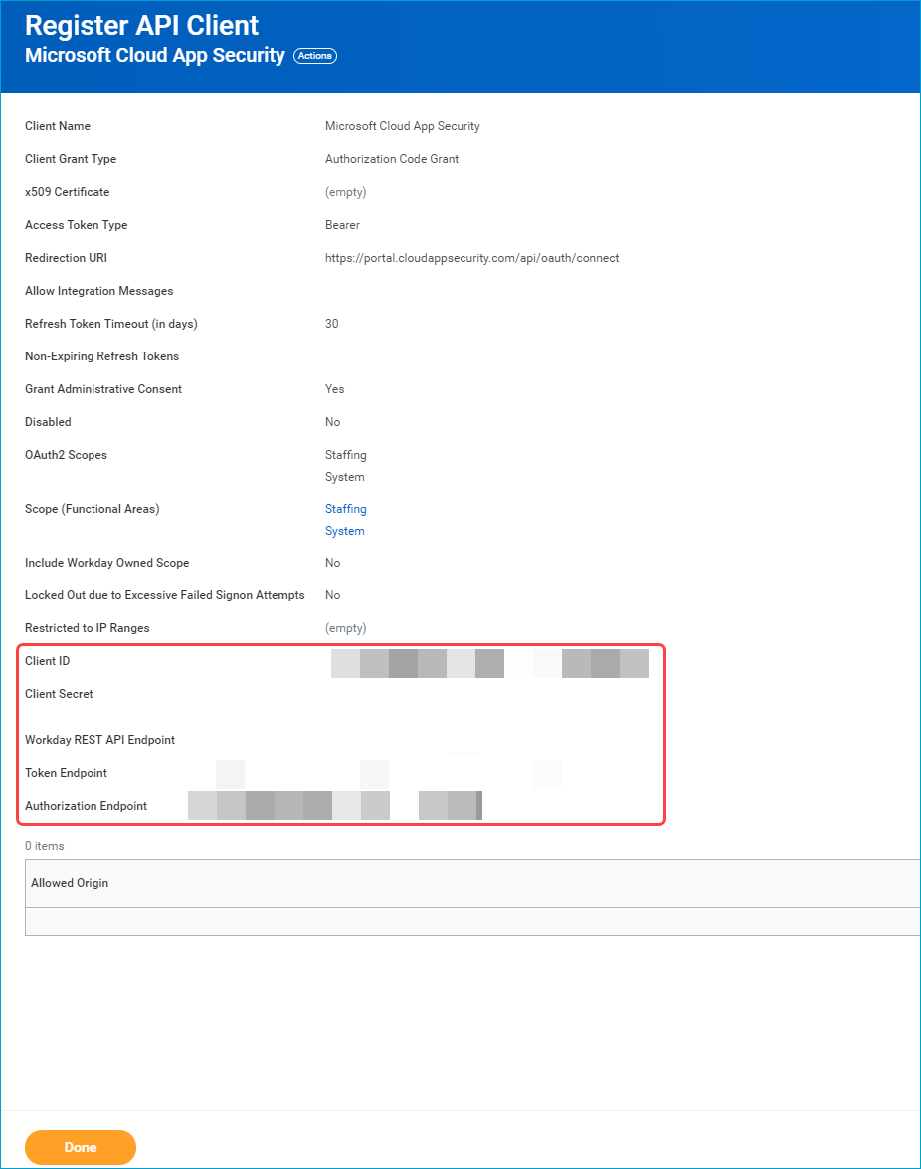 Register API Client
Microsoft Cloud App Security Actions
Client Name Microsoft Cloud App Security
Client Grant Type Authorization Code Grant
x509 Certificate (empty)
Access Token Type Bearer
Redirection URI https://portal.cloudappsecurity.com/api/oauth/connect
Allow Integration Messages
Refresh Token Timeout (in days) 30
Non-Expiring Refresh Tokens
Grant Administrative Consent Yes
Disabled No
OAuth2 Scopes Staffing
System
Scope (Functional Areas) Staffing
System
Include Workday Owned Scope No
Locked Out due to Excessive Failed Signon Attempts No
Restricted to IP Ranges (empty)
Client ID
Client Secret
Workday REST API Endpoint
Token Endpoint
Authorization Endpoint
0 items
Allowed Origin
Done